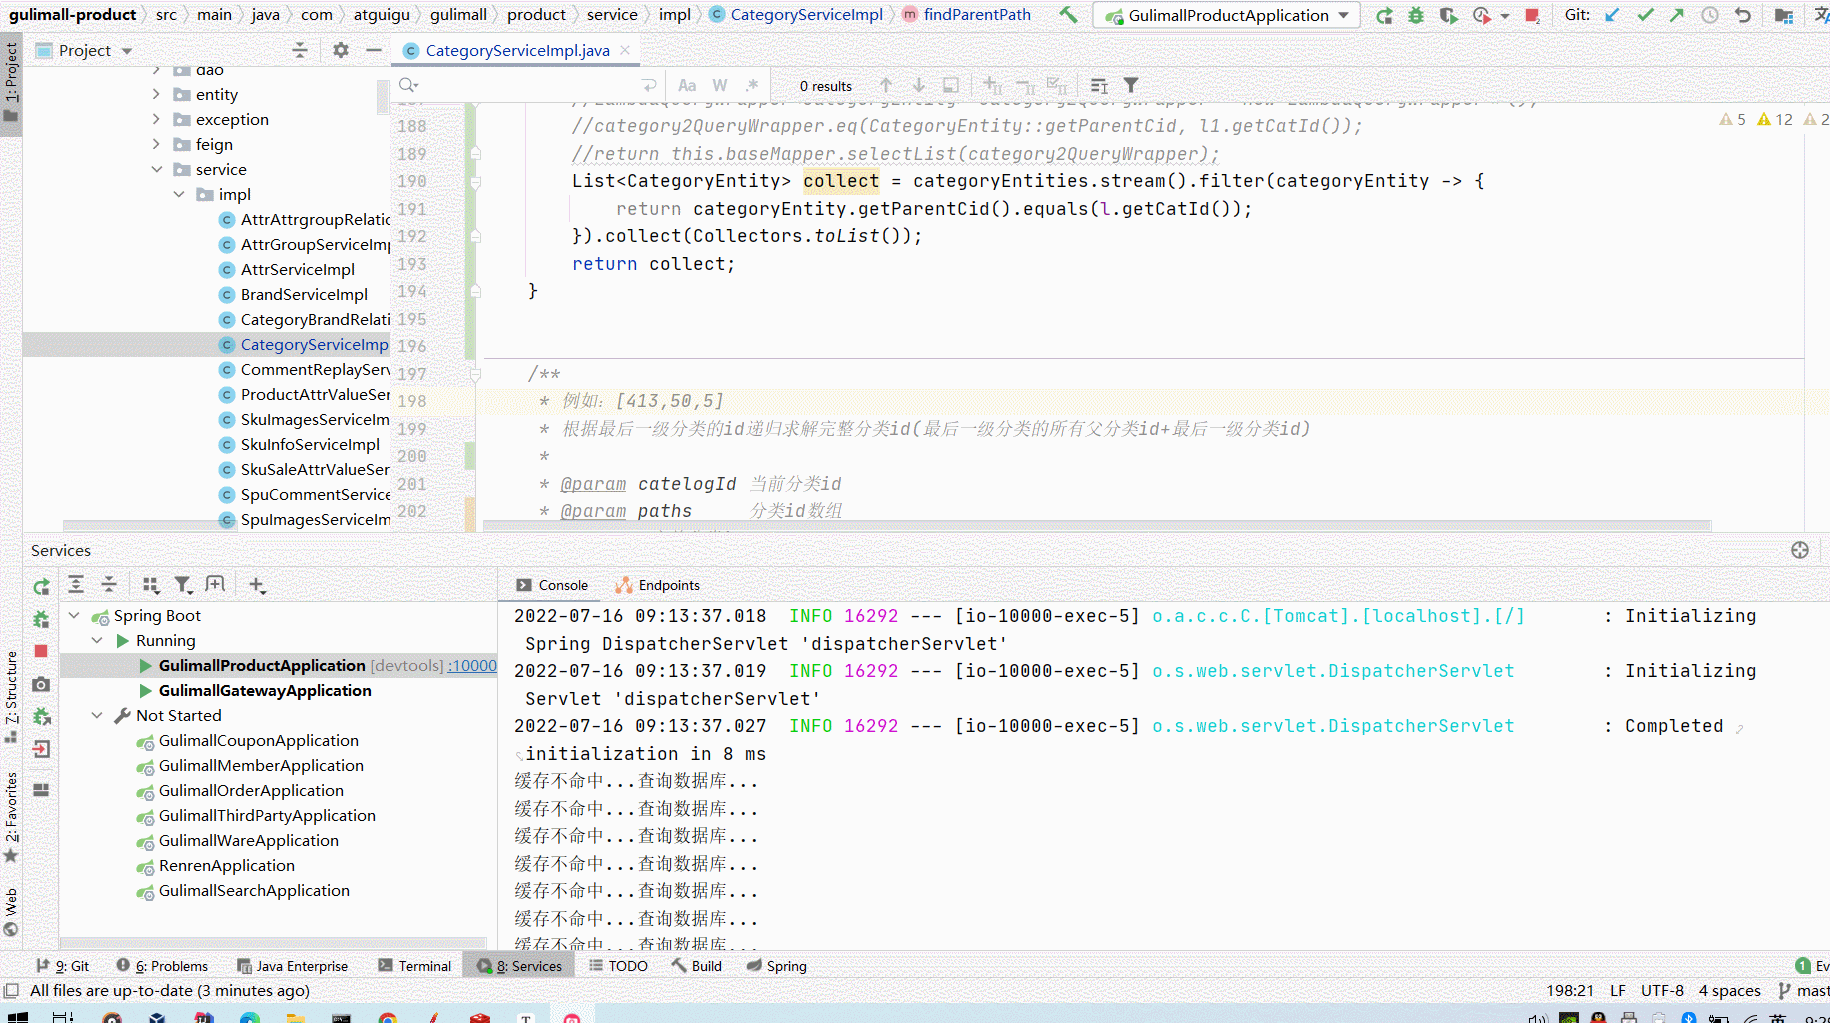 gulimall-product › src › main › java › com › atguigu › gulimall › product › service › impl › CategoryServiceImpl › findParentPath
GulimallProductApplication
Git:
Project
CategoryServiceImpl.java
1: Project
7: Structure
2: Favorites
Web
dao
entity
exception
feign
service
impl
AttrAttrgroupRelatio
AttrGroupServiceImp
AttrServiceImpl
BrandServiceImpl
CategoryBrandRelati
CategoryServiceImp
CommentReplayServ
ProductAttrValueSer
SkuImagesServiceIm
SkuInfoServiceImpl
SkuSaleAttrValueSer
SpuCommentService
SpuImagesServiceIm
Aa W .* 0 results
5 12 2
188 //category2QueryWrapper.eq(CategoryEntity::getParentCid, l1.getCatId());
189 //return this.baseMapper.selectList(category2QueryWrapper);
190 List<CategoryEntity> collect = categoryEntities.stream().filter(categoryEntity -> {
191 return categoryEntity.getParentCid().equals(l.getCatId());
192 }).collect(Collectors.toList());
193 return collect;
194 }
195
196
197 /**
198 * 例如：[413,50,5]
199 * 根据最后一级分类的id递归求解完整分类id(最后一级分类的所有父分类id+最后一级分类id)
200 *
201 * @param catelogId 当前分类id
202 * @param paths 分类id数组
Services
Spring Boot
Running
GulimallProductApplication [devtools] :10000
GulimallGatewayApplication
Not Started
GulimallCouponApplication
GulimallMemberApplication
GulimallOrderApplication
GulimallThirdPartyApplication
GulimallWareApplication
RenrenApplication
GulimallSearchApplication
Console Endpoints
2022-07-16 09:13:37.018 INFO 16292 --- [io-10000-exec-5] o.a.c.c.C.[Tomcat].[localhost].[/] : Initializing
Spring DispatcherServlet 'dispatcherServlet'
2022-07-16 09:13:37.019 INFO 16292 --- [io-10000-exec-5] o.s.web.servlet.DispatcherServlet : Initializing
Servlet 'dispatcherServlet'
2022-07-16 09:13:37.027 INFO 16292 --- [io-10000-exec-5] o.s.web.servlet.DispatcherServlet : Completed
initialization in 8 ms
缓存不命中...查询数据库...
缓存不命中...查询数据库...
缓存不命中...查询数据库...
缓存不命中...查询数据库...
缓存不命中...查询数据库...
缓存不命中...查询数据库...
缓存不命中...查询数据库...
9: Git 6: Problems Java Enterprise Terminal 8: Services TODO Build Spring 1 Ev
All files are up-to-date (3 minutes ago) 198:21 LF UTF-8 4 spaces mast